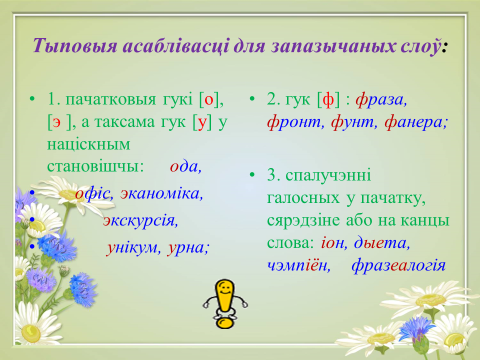 Тыповыя асаблівасці для запазычаных слоў:
• 1. пачатковыя гукі [о],
[э ], а таксама гук [у] у
націскным
становішчы: ода,
• офіс, эканоміка,
• экскурсія,
• унікум, урна;
• 2. гук [ф] : фраза,
фронт, фунт, фанера;
• 3. спалучэнні
галосных у пачатку,
сярэдзіне або на канцы
слова: іон, дыета,
чэмпіён, фразеалогія